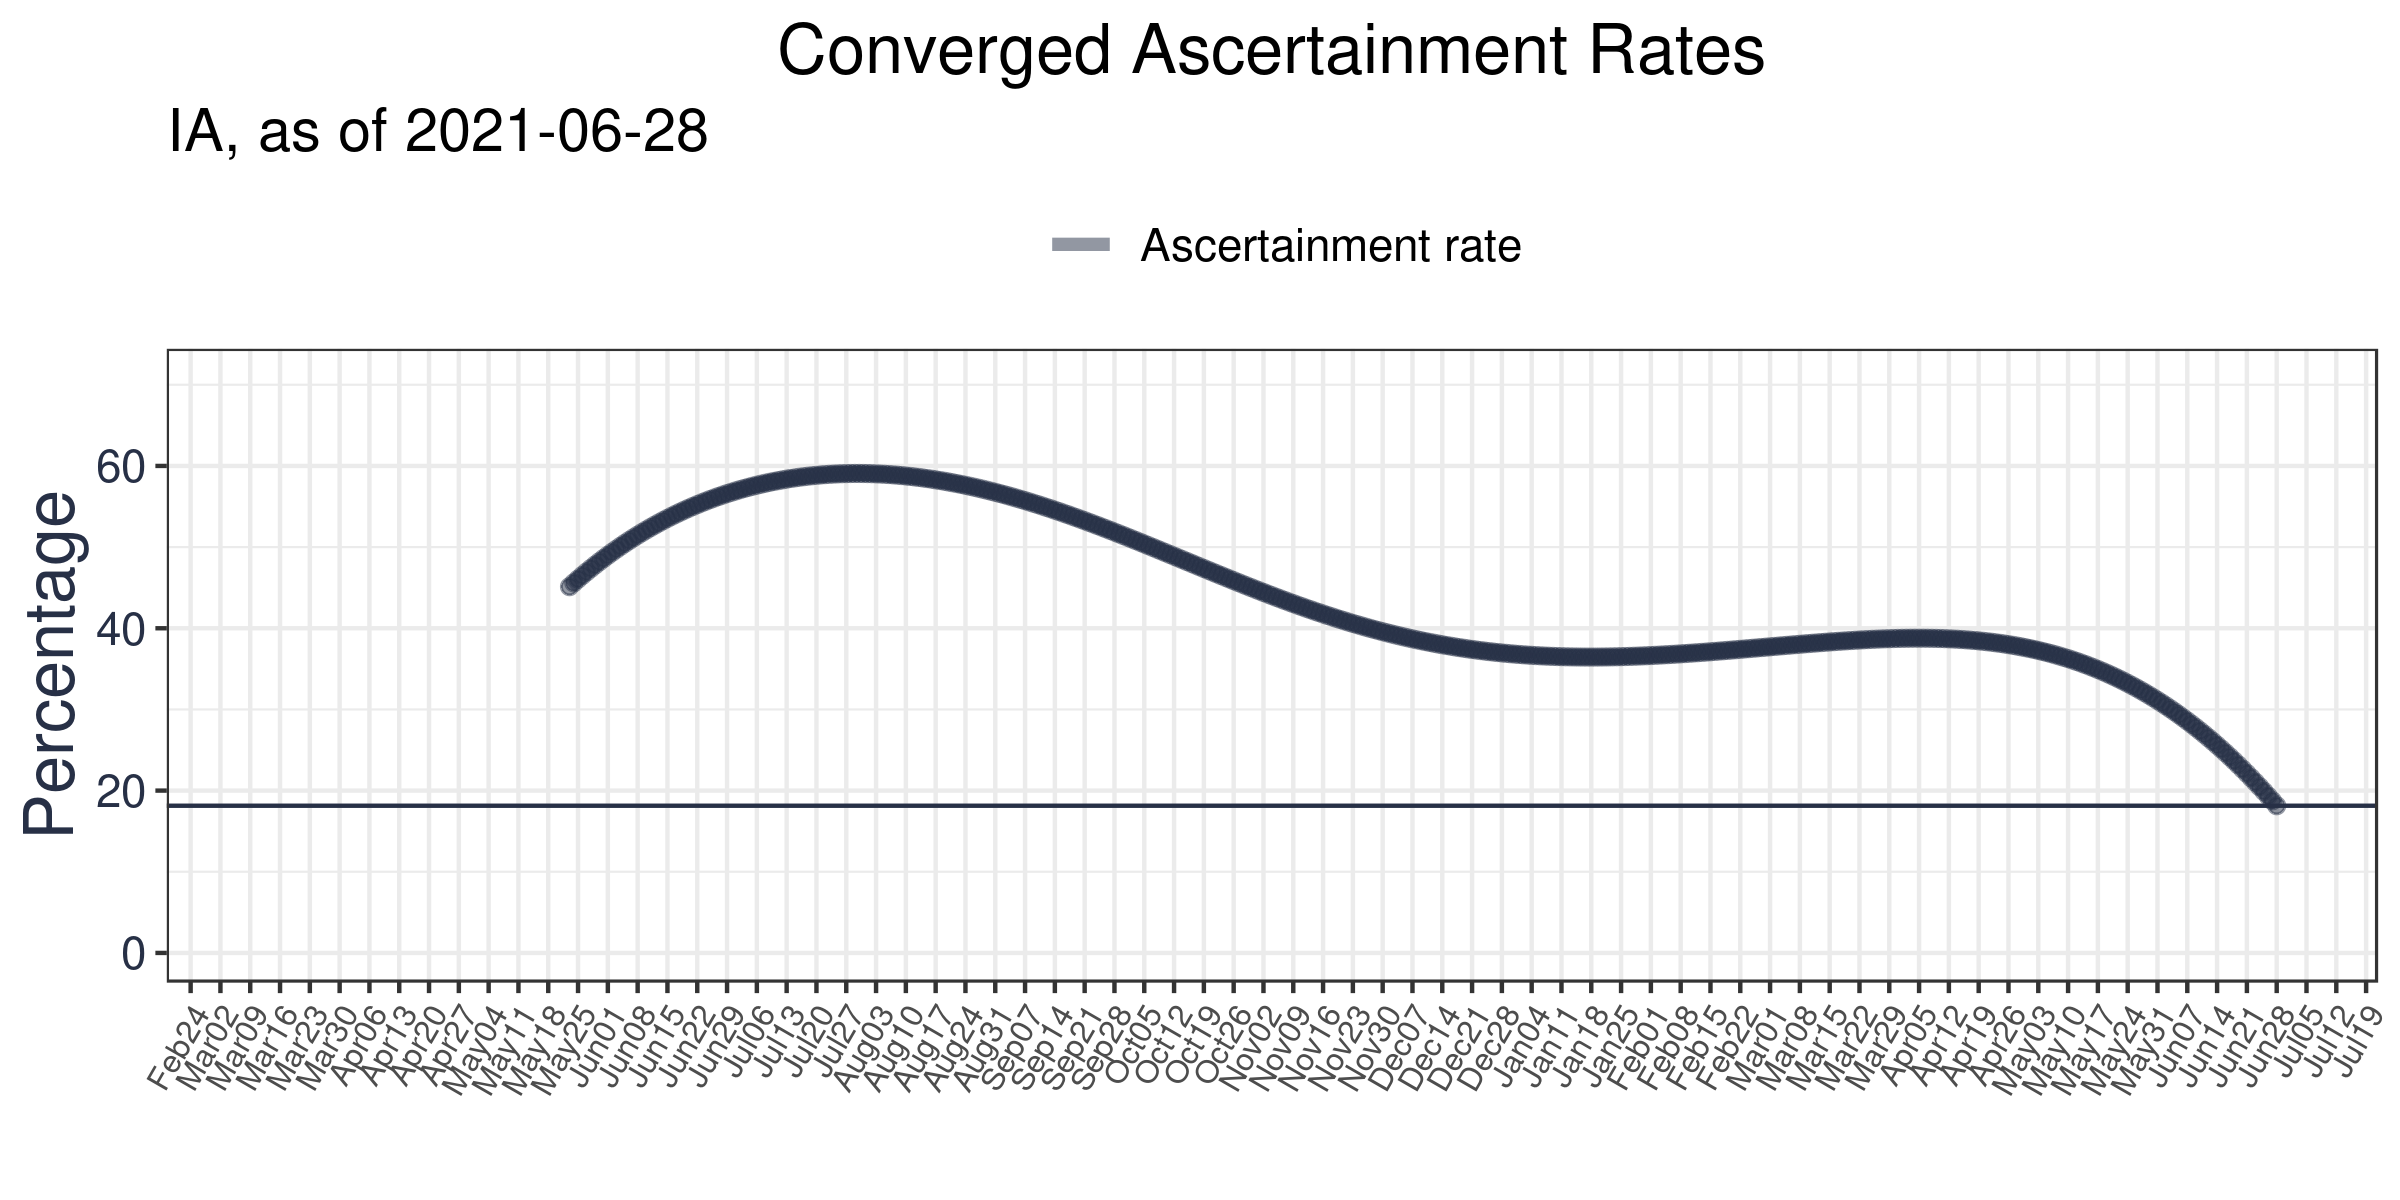 Converged Ascertainment Rates
IA, as of 2021-06-28
Ascertainment rate
Percentage
60
40
20
0
Feb24 Mar02 Mar09 Mar16 Mar23 Mar30 Apr06 Apr13 Apr20 Apr27 May04 May11 May18 May25 Jun01 Jun08 Jun15 Jun22 Jun29 Jul06 Jul13 Jul20 Jul27 Aug03 Aug10 Aug17 Aug24 Aug31 Sep07 Sep14 Sep21 Sep28 Oct05 Oct12 Oct19 Oct26 Nov02 Nov09 Nov16 Nov23 Nov30 Dec07 Dec14 Dec21 Dec28 Jan04 Jan11 Jan18 Jan25 Feb01 Feb08 Feb15 Feb22 Mar01 Mar08 Mar15 Mar22 Mar29 Apr05 Apr12 Apr19 Apr26 May03 May10 May17 May24 May31 Jun07 Jun14 Jun21 Jun28 Jul05 Jul12 Jul19